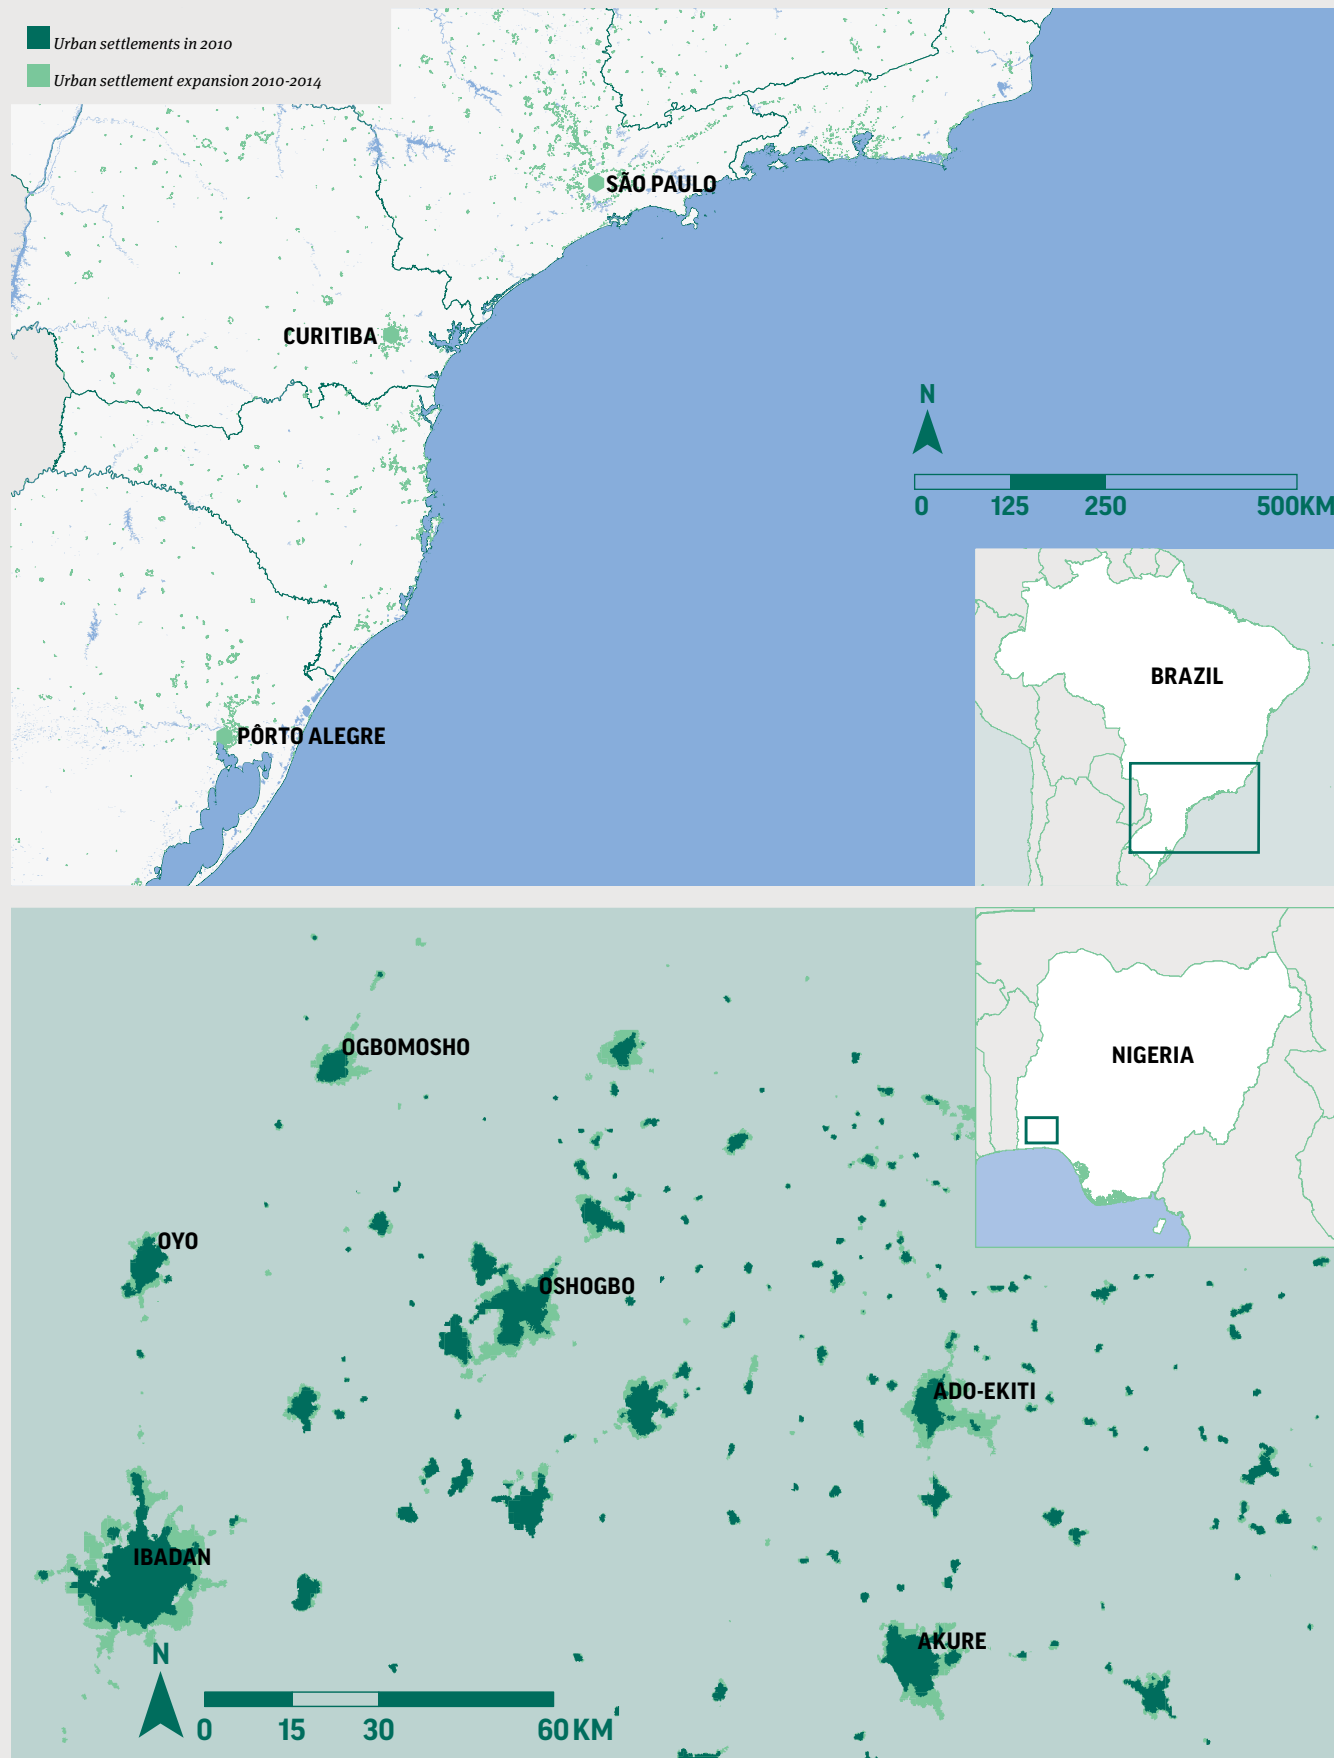 Urban settlements in 2010
Urban settlement expansion 2010-2014
SÃO PAULO
CURITIBA
N
0 125 250 500KM
BRAZIL
PÔRTO ALEGRE
NIGERIA
OGBOMOSHO
OYO
OSHOGBO
ADO-EKITI
IBADAN
AKURE
N
0 15 30 60 KM